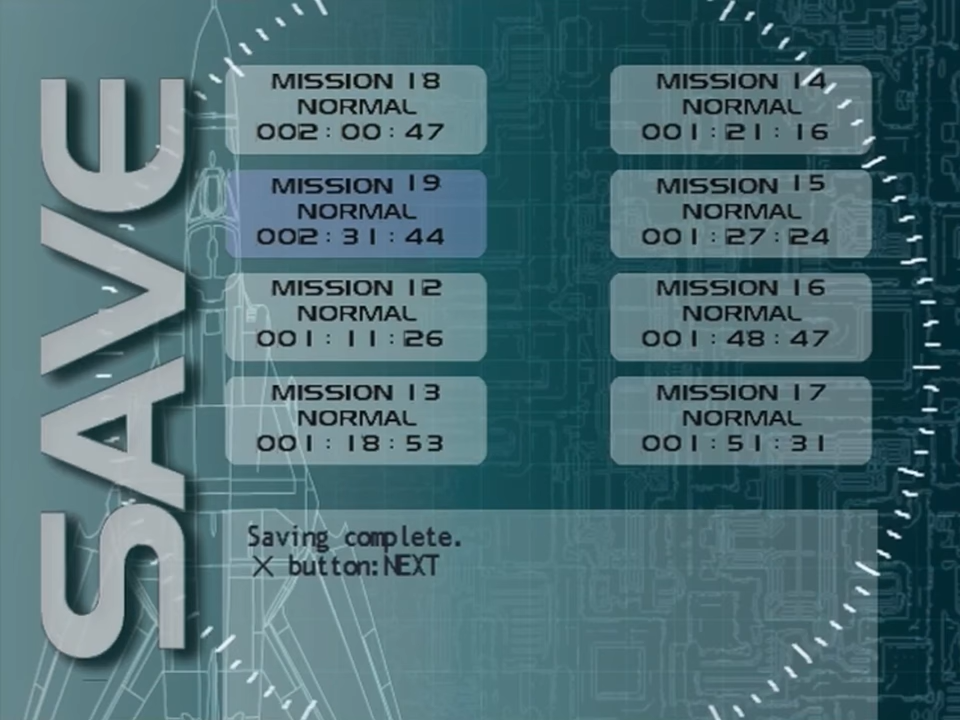 SAVE
MISSION 18
NORMAL
002:00:47
MISSION 19
NORMAL
002:31:44
MISSION 12
NORMAL
001:11:26
MISSION 13
NORMAL
001:18:53
MISSION 14
NORMAL
001:21:16
MISSION 15
NORMAL
001:27:24
MISSION 16
NORMAL
001:48:47
MISSION 17
NORMAL
001:51:31
Saving complete.
✕ button:NEXT